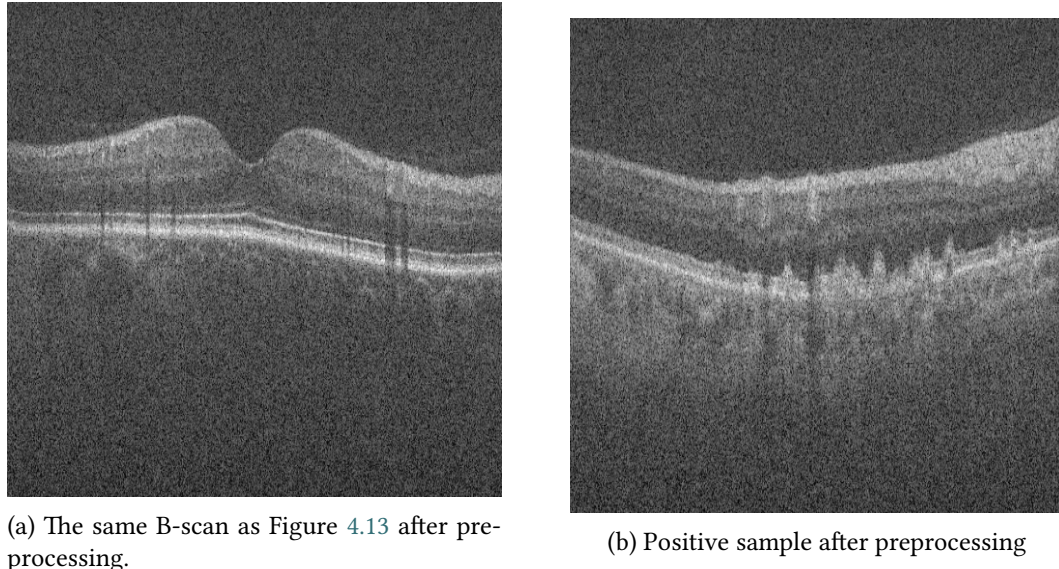 (a) The same B-scan as Figure 4.13 after pre-
processing.
(b) Positive sample after preprocessing